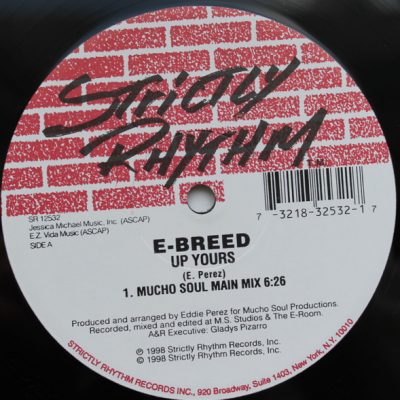 STRICTLY
RHYTHM
T.M.
SR 12532
Jessica Michael Music, Inc. (ASCAP)
E.Z. Vida Music (ASCAP)
SIDE A
7 -3218-32532-1 7
E-BREED
UP YOURS
(E. Perez)
1. MUCHO SOUL MAIN MIX 6:26
Produced and arranged by Eddie Perez for Mucho Soul Productions.
Recorded, mixed and edited at M.S. Studios & The E-Room.
A&R Executive: Gladys Pizarro
℗ 1998 Strictly Rhythm Records, Inc.
© 1998 Strictly Rhythm Records, Inc.
STRICTLY RHYTHM RECORDS INC., 920 Broadway, Suite 1403, New York, N.Y. 10010